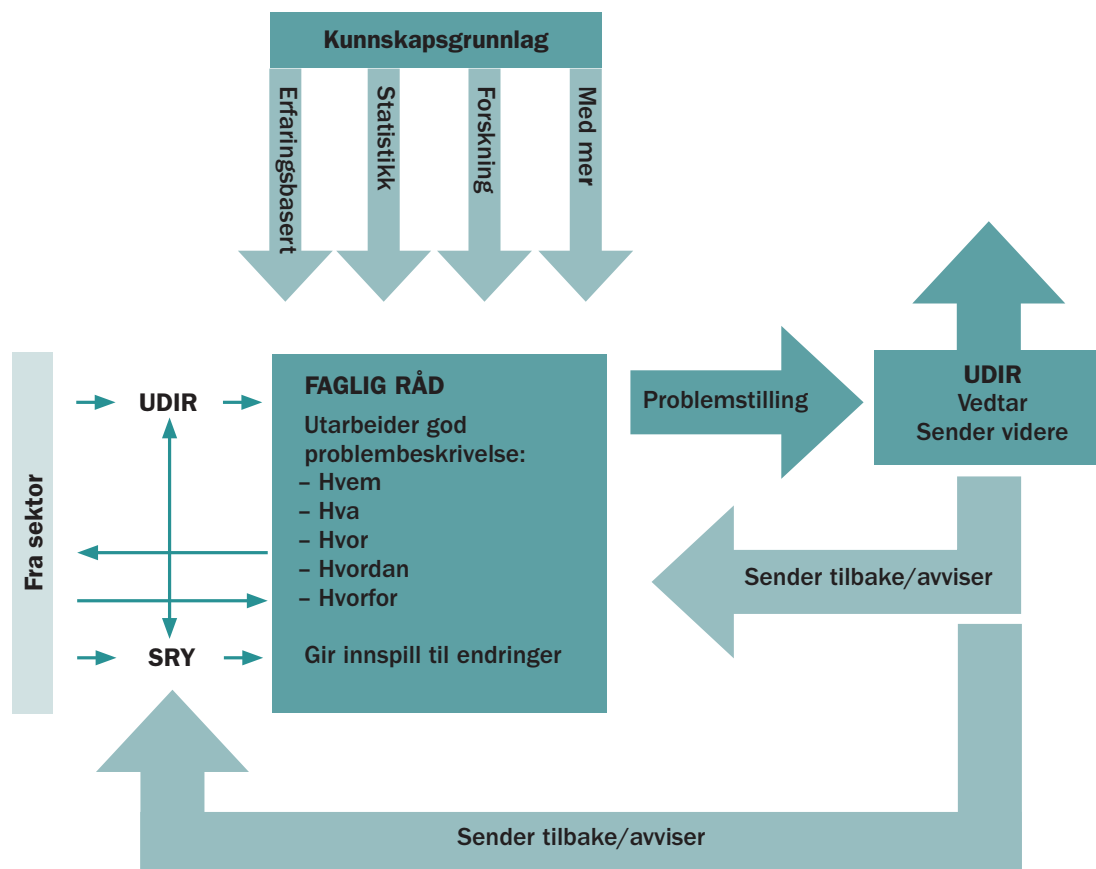 Kunnskapsgrunnlag
Erfaringsbasert
Statistikk
Forskning
Med mer
Fra sektor
UDIR
SRY
FAGLIG RÅD
Utarbeider god
problembeskrivelse:
– Hvem
– Hva
– Hvor
– Hvordan
– Hvorfor
Gir innspill til endringer
Problemstilling
UDIR
Vedtar
Sender videre
Sender tilbake/avviser
Sender tilbake/avviser